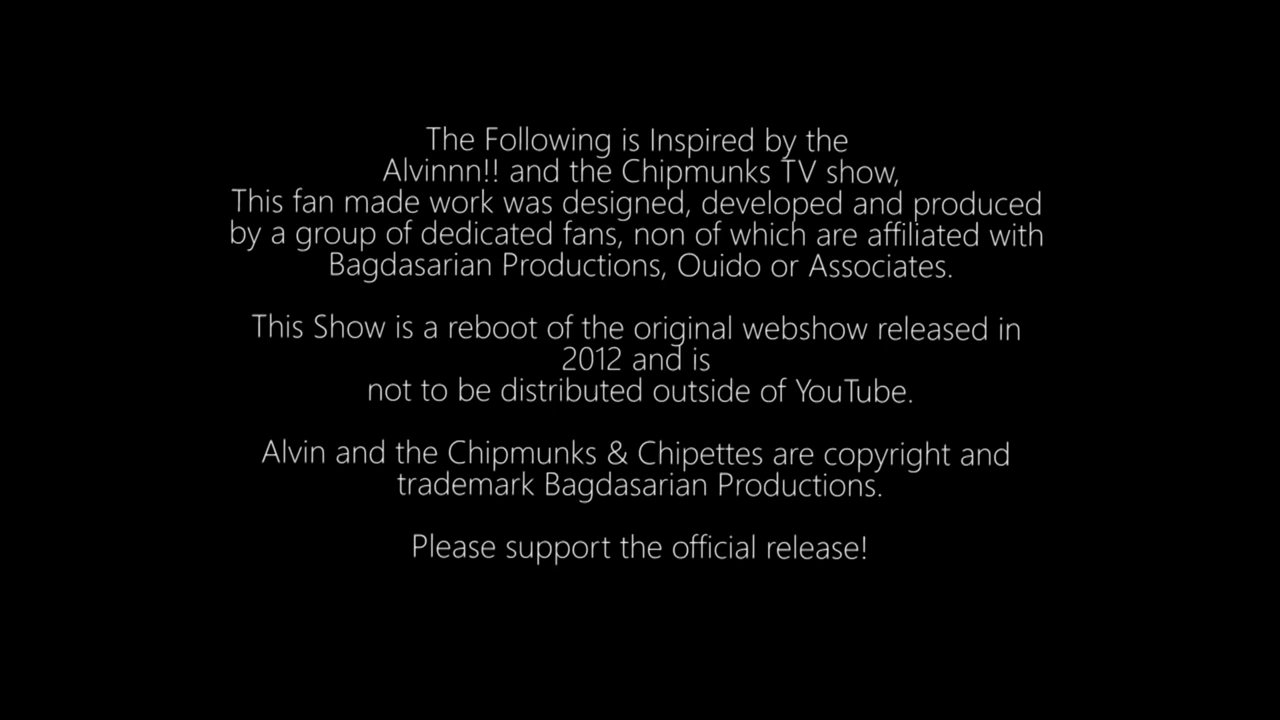 The Following is Inspired by the
Alvinnn!! and the Chipmunks TV show,
This fan made work was designed, developed and produced
by a group of dedicated fans, non of which are affiliated with
Bagdasarian Productions, Ouido or Associates.
This Show is a reboot of the original webshow released in
2012 and is
not to be distributed outside of YouTube.
Alvin and the Chipmunks & Chipettes are copyright and
trademark Bagdasarian Productions.
Please support the official release!